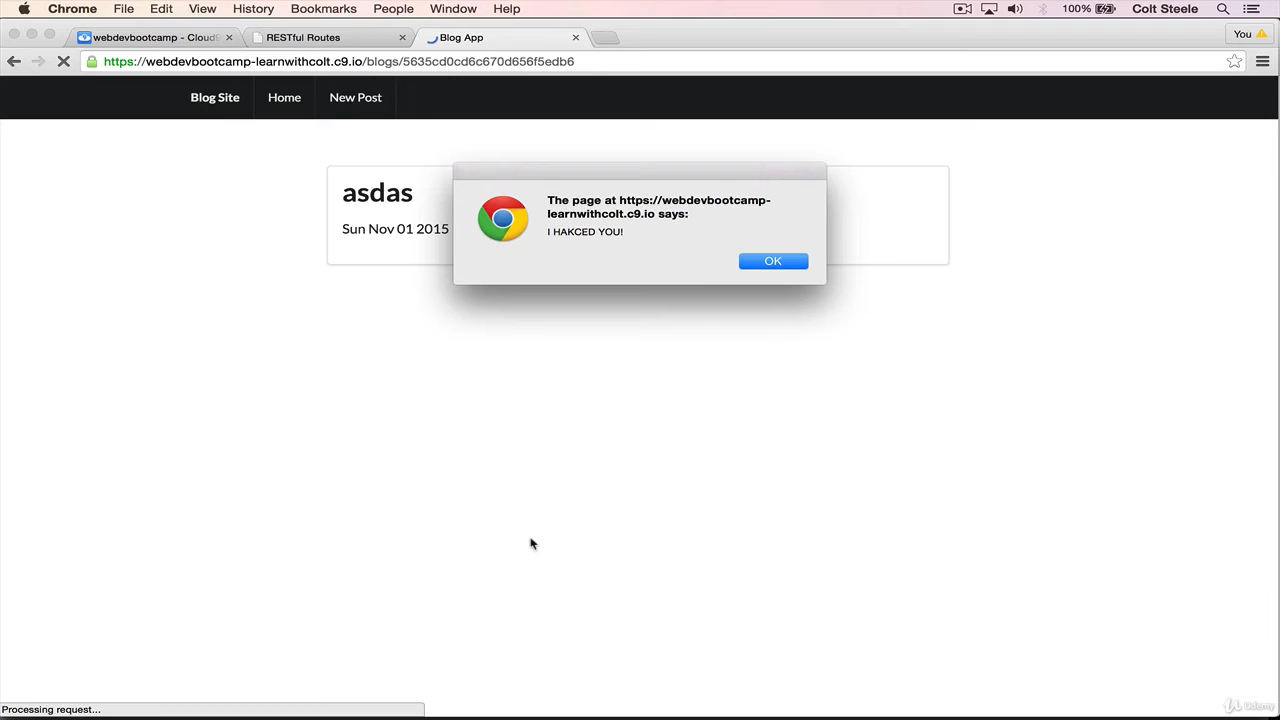 Chrome File Edit View History Bookmarks People Window Help 100% Colt Steele
webdevbootcamp - Cloud9 RESTful Routes Blog App You
https://webdevbootcamp-learnwithcolt.c9.io/blogs/5635cd0cd6c670d656f5edb6
Blog Site Home New Post
asdas
Sun Nov 01 2015
The page at https://webdevbootcamp-
learnwithcolt.c9.io says:
I HAKCED YOU!
OK
Processing request...
Udemy